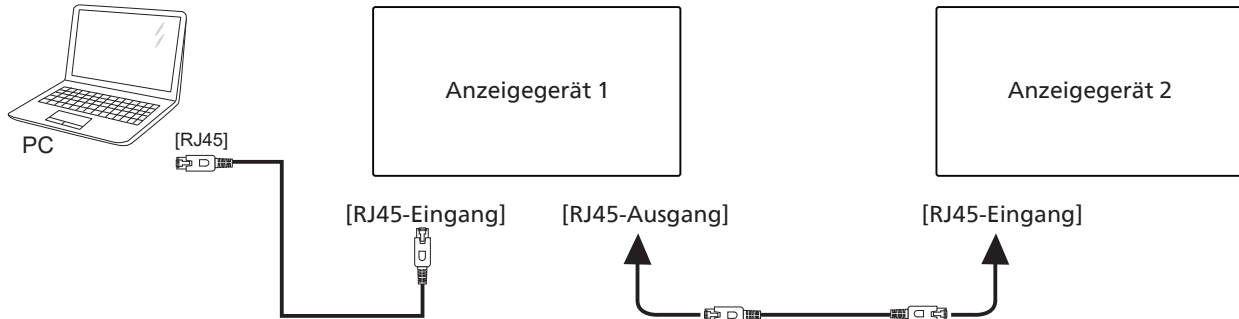 Anzeigegerät 1
Anzeigegerät 2
PC
[RJ45]
[RJ45-Eingang]
[RJ45-Ausgang]
[RJ45-Eingang]